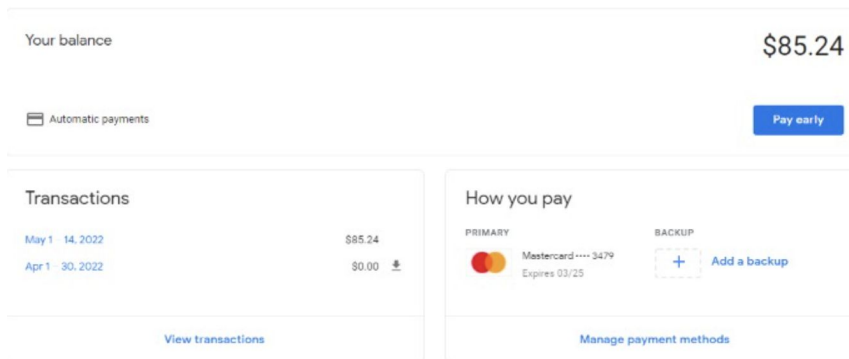 Your balance
$85.24
Automatic payments
Pay early
Transactions
May 1 - 14, 2022 $85.24
Apr 1 - 30, 2022 $0.00
View transactions
How you pay
PRIMARY BACKUP
Mastercard •••• 3479
Expires 03/25
+ Add a backup
Manage payment methods